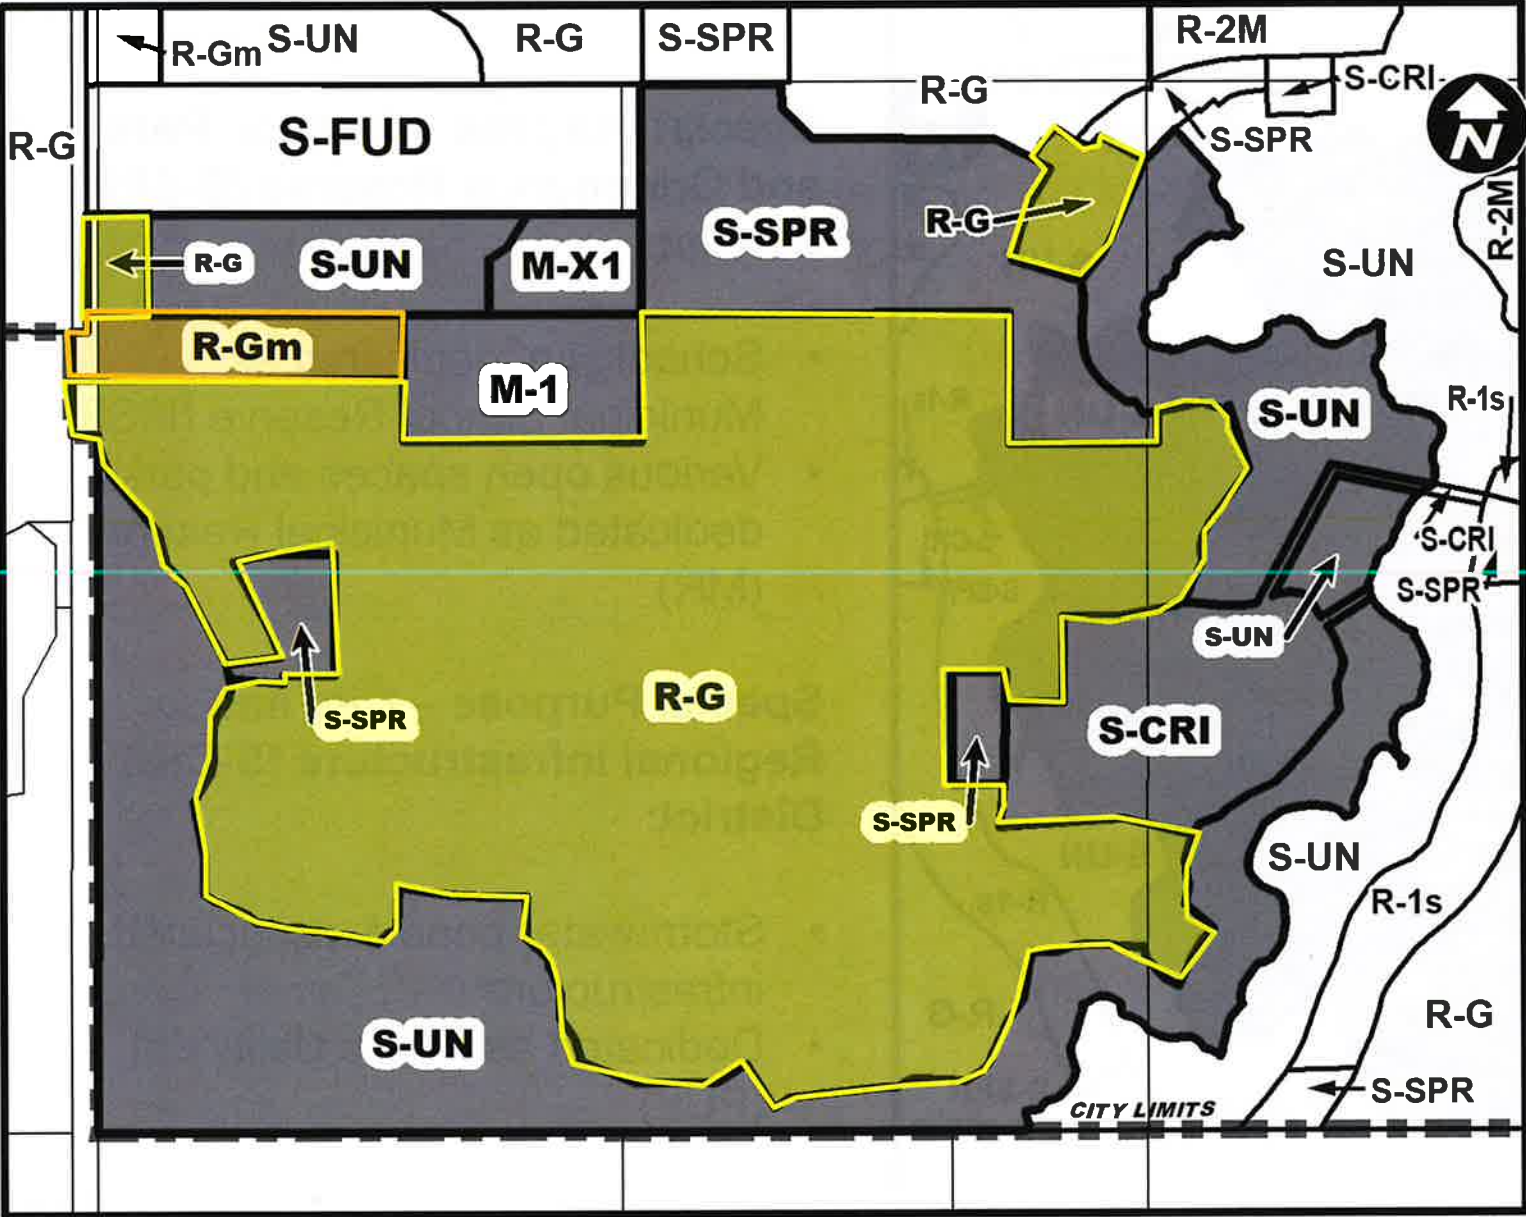 R-Gm
S-UN
R-G
S-SPR
R-2M
S-CRI
R-G
S-SPR
N
R-G
S-FUD
R-2M
R-G
S-SPR
S-UN
R-G
S-UN
M-X1
R-Gm
M-1
S-UN
R-1s
S-CRI
S-SPR
S-UN
R-G
S-SPR
S-CRI
S-SPR
S-UN
R-1s
R-G
S-UN
S-SPR
CITY LIMITS